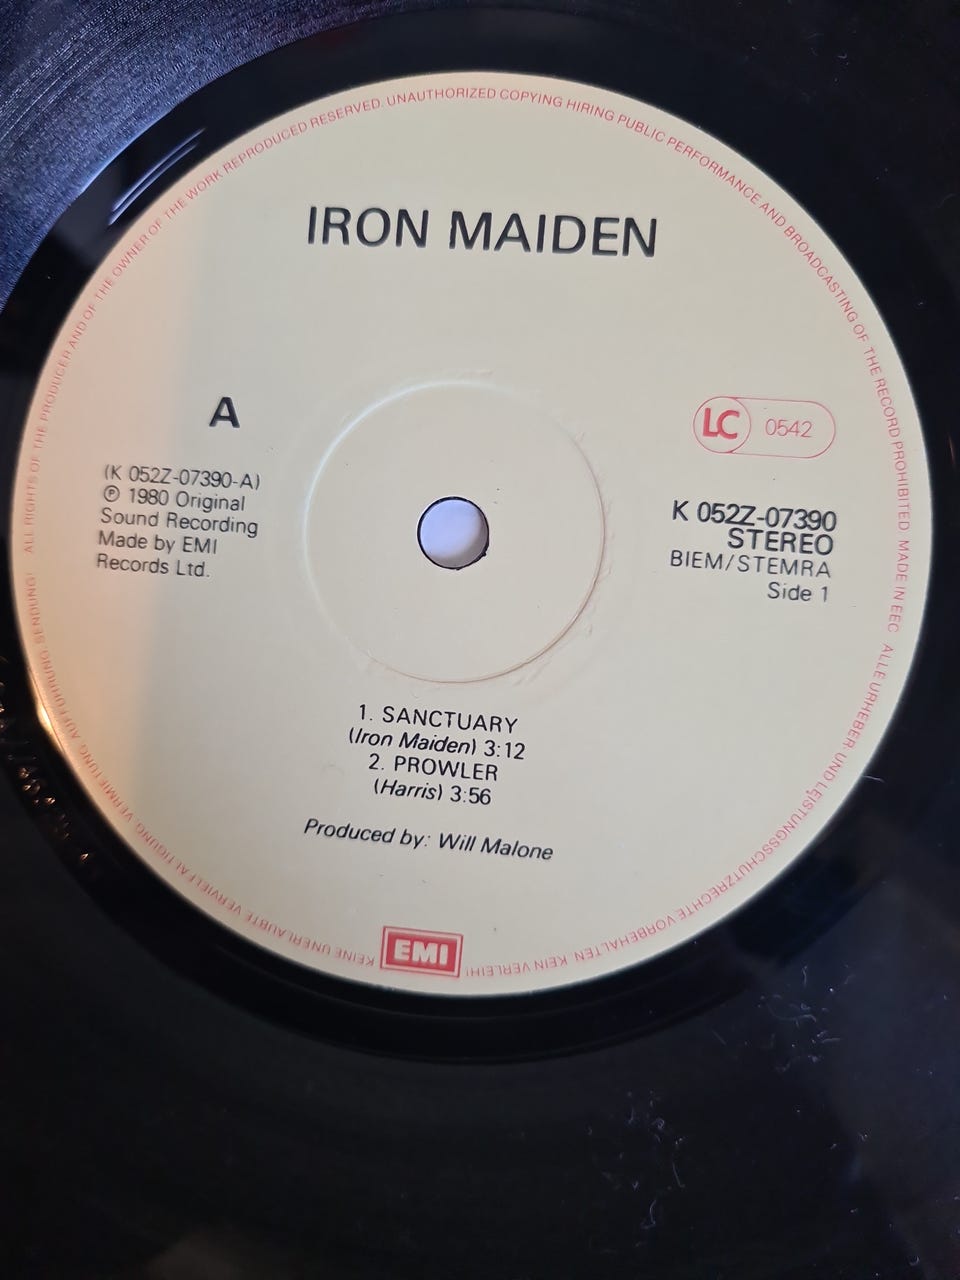 IRON MAIDEN
A
(K 052Z-07390-A)
℗ 1980 Original
Sound Recording
Made by EMI
Records Ltd.
LC 0542
K 052Z-07390
STEREO
BIEM/STEMRA
Side 1
1. SANCTUARY
(Iron Maiden) 3:12
2. PROWLER
(Harris) 3:56
Produced by: Will Malone
EMI
ALL RIGHTS OF THE PRODUCER AND OF THE OWNER OF THE WORK REPRODUCED RESERVED. UNAUTHORIZED COPYING HIRING PUBLIC PERFORMANCE AND BROADCASTING OF THE RECORD PROHIBITED MADE IN EEC ALLE URHEBER- UND LEISTUNGSSCHUTZRECHTE VORBEHALTEN. KEIN VERLEIH! KEINE UNERLAUBTE VERVIELFÄLTIGUNG, VERMIETUNG, AUFFÜHRUNG, SENDUNG!